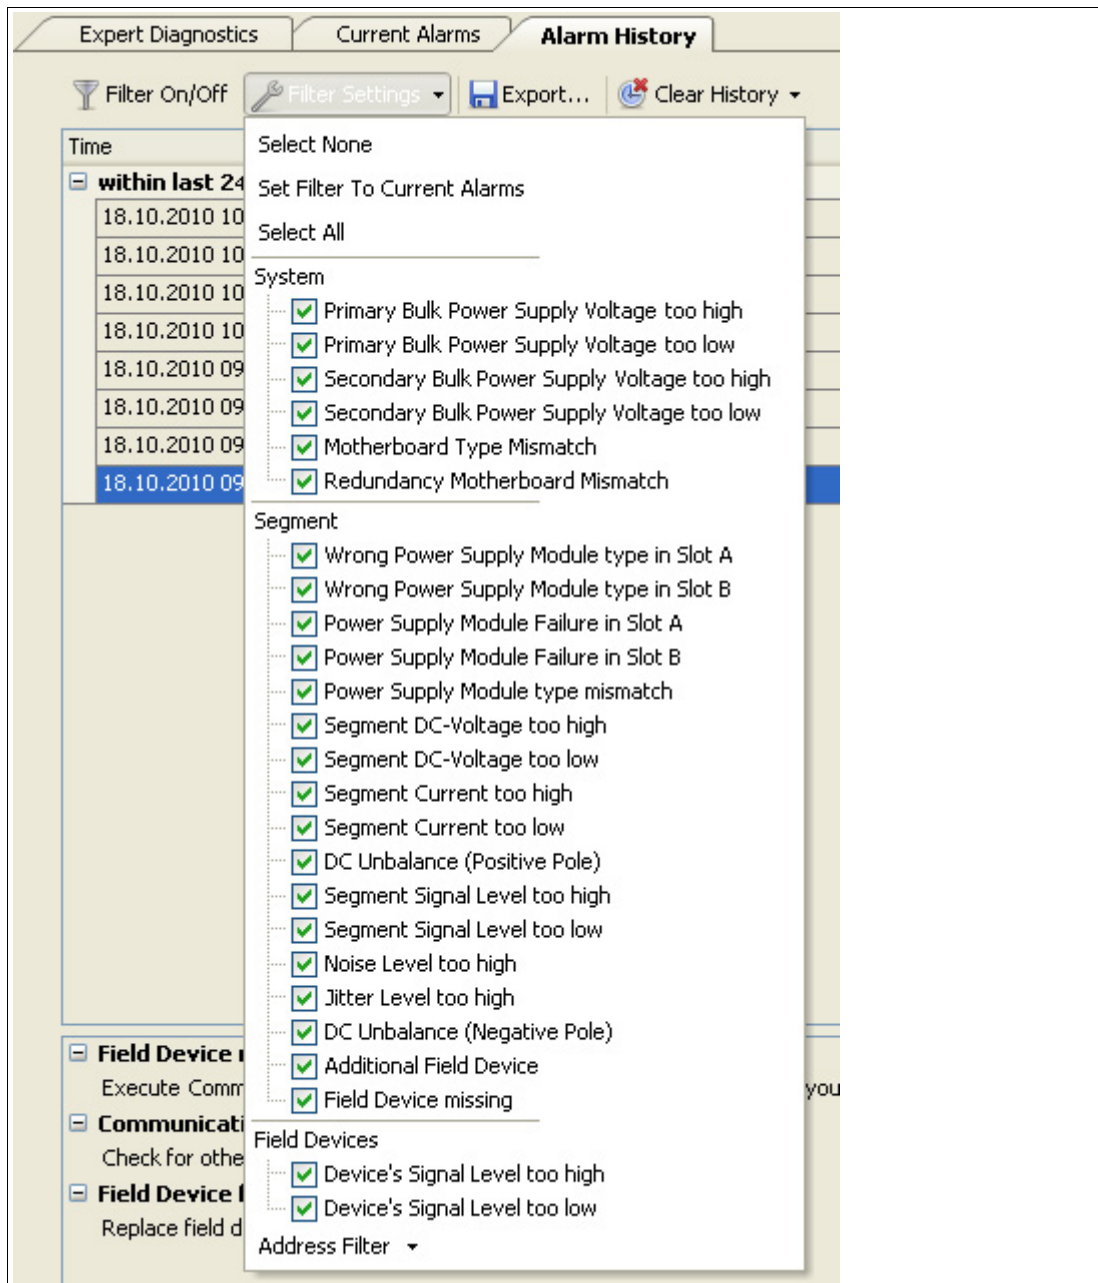 Expert Diagnostics Current Alarms Alarm History
Filter On/Off Filter Settings Export... Clear History
Time
within last 24
18.10.2010 10
18.10.2010 10
18.10.2010 10
18.10.2010 10
18.10.2010 09
18.10.2010 09
18.10.2010 09
18.10.2010 09
Select None
Set Filter To Current Alarms
Select All
System
Primary Bulk Power Supply Voltage too high
Primary Bulk Power Supply Voltage too low
Secondary Bulk Power Supply Voltage too high
Secondary Bulk Power Supply Voltage too low
Motherboard Type Mismatch
Redundancy Motherboard Mismatch
Segment
Wrong Power Supply Module type in Slot A
Wrong Power Supply Module type in Slot B
Power Supply Module Failure in Slot A
Power Supply Module Failure in Slot B
Power Supply Module type mismatch
Segment DC-Voltage too high
Segment DC-Voltage too low
Segment Current too high
Segment Current too low
DC Unbalance (Positive Pole)
Segment Signal Level too high
Segment Signal Level too low
Noise Level too high
Jitter Level too high
DC Unbalance (Negative Pole)
Additional Field Device
Field Device missing
Field Devices
Device's Signal Level too high
Device's Signal Level too low
Address Filter
Field Device
Execute Comm you
Communicati
Check for othe
Field Device
Replace field d